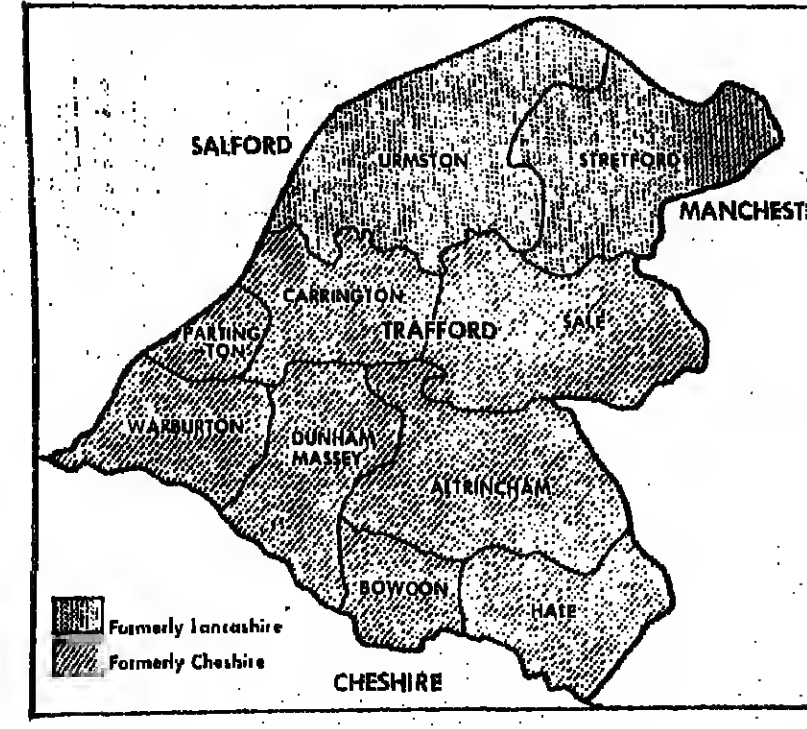 SALFORD
URMSTON
STRETFORD
MANCHESTE
CARRINGTON
PARTING
-TON
TRAFFORD
SALE
WARBURTON
DUNHAM
MASSEY
ALTRINCHAM
BOWDON
HALE
Formerly Lancashire
Formerly Cheshire
CHESHIRE